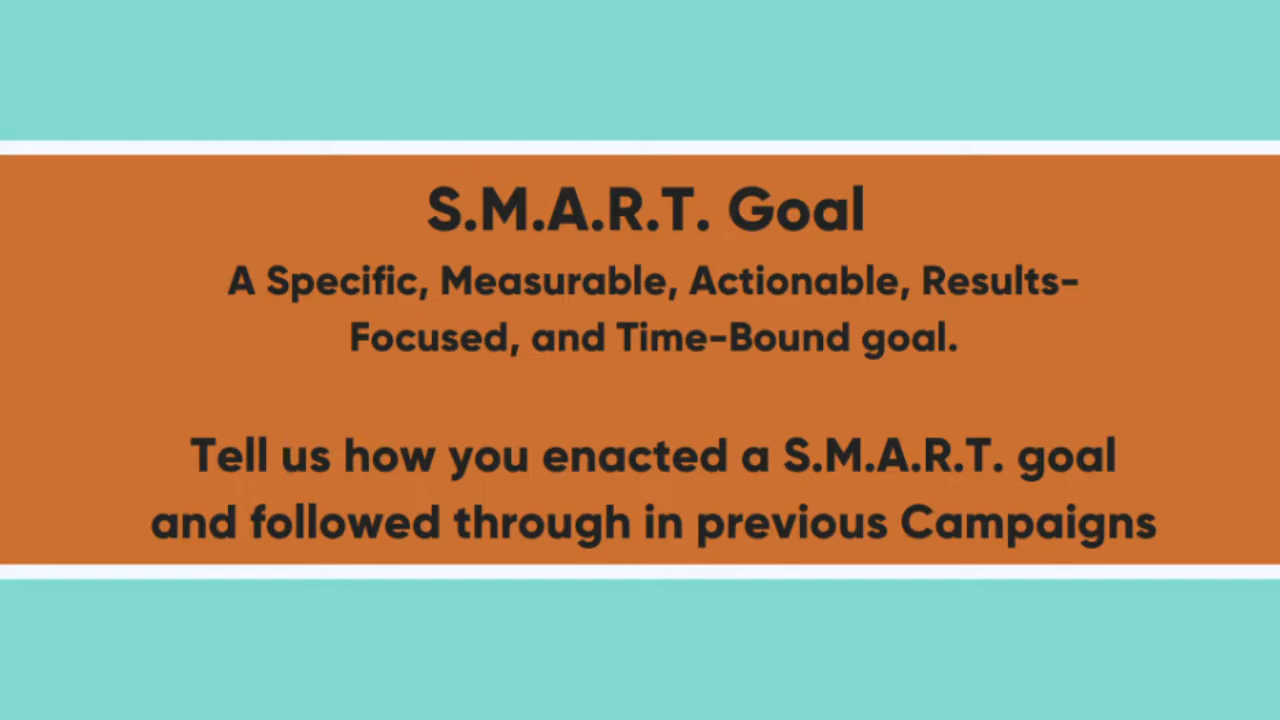 S.M.A.R.T. Goal
A Specific, Measurable, Actionable, Results-
Focused, and Time-Bound goal.
Tell us how you enacted a S.M.A.R.T. goal
and followed through in previous Campaigns